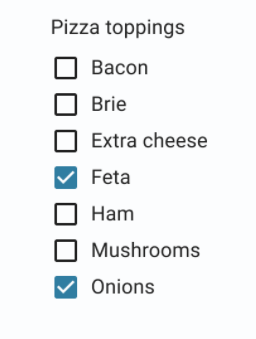 Pizza toppings
Bacon
Brie
Extra cheese
Feta
Ham
Mushrooms
Onions